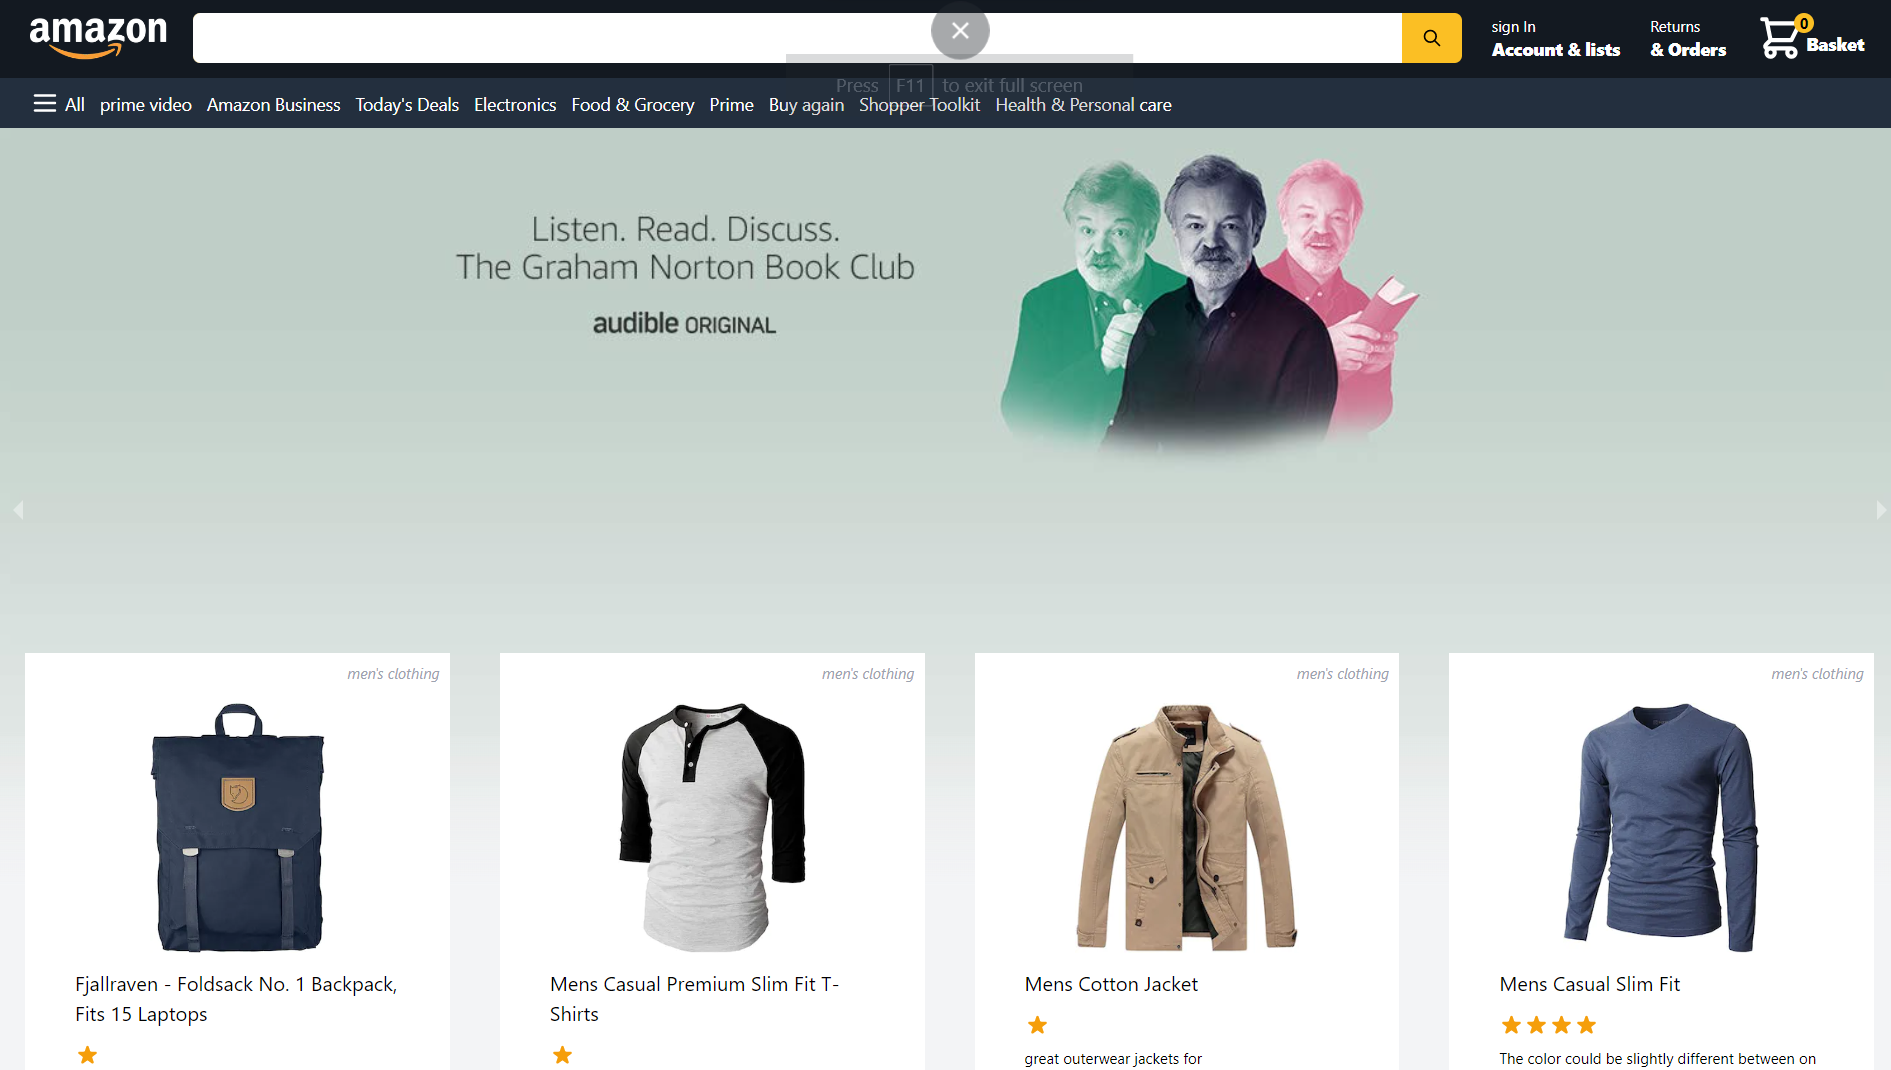 amazon
sign In
Account & lists
Returns
& Orders
0
Basket
Press F11 to exit full screen
All prime video Amazon Business Today's Deals Electronics Food & Grocery Prime Buy again Shopper Toolkit Health & Personal care
Listen. Read. Discuss.
The Graham Norton Book Club
audible ORIGINAL
men's clothing
Fjallraven - Foldsack No. 1 Backpack,
Fits 15 Laptops
men's clothing
Mens Casual Premium Slim Fit T-
Shirts
men's clothing
Mens Cotton Jacket
great outerwear jackets for
men's clothing
Mens Casual Slim Fit
The color could be slightly different between on